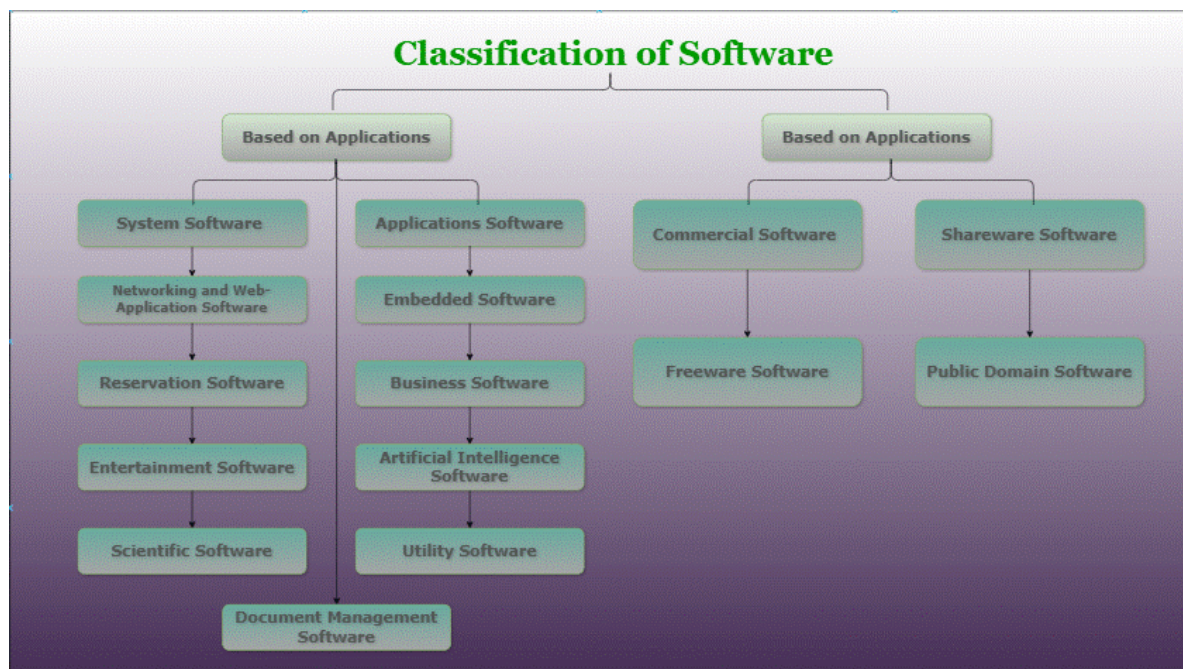 Classification of Software
Based on Applications
Based on Applications
System Software
Applications Software
Commercial Software
Shareware Software
Networking and Web-
Application Software
Embedded Software
Reservation Software
Business Software
Freeware Software
Public Domain Software
Entertainment Software
Artificial Intelligence
Software
Scientific Software
Utility Software
Document Management
Software